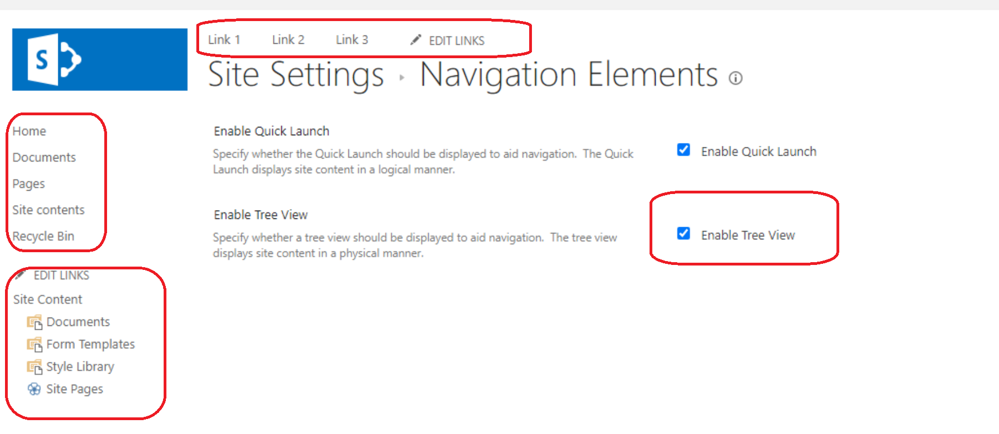 S
Link 1 Link 2 Link 3 EDIT LINKS
Site Settings Navigation Elements
Home
Documents
Pages
Site contents
Recycle Bin
EDIT LINKS
Site Content
Documents
Form Templates
Style Library
Site Pages
Enable Quick Launch
Specify whether the Quick Launch should be displayed to aid navigation. The Quick
Launch displays site content in a logical manner.
Enable Quick Launch
Enable Tree View
Specify whether a tree view should be displayed to aid navigation. The tree view
displays site content in a physical manner.
Enable Tree View